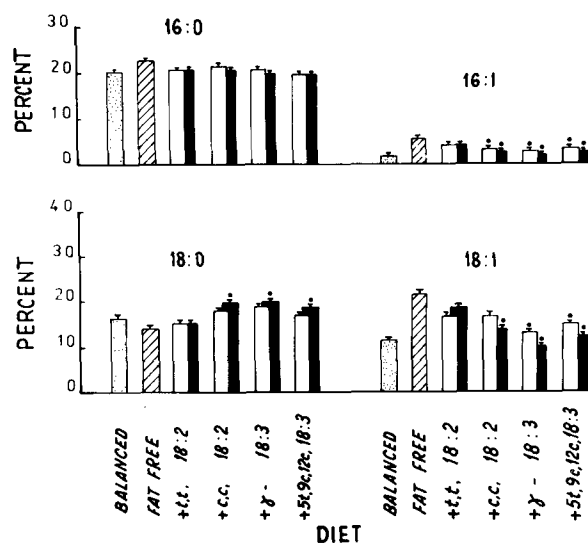 16:0
16:1
PERCENT
30
20
10
0
18:0
18:1
PERCENT
40
30
20
10
0
BALANCED
FAT FREE
+t,t, 18:2
+c,c, 18:2
+γ- 18:3
+5t,9c,12c,18:3
BALANCED
FAT FREE
+t,t, 18:2
+c,c, 18:2
+γ- 18:3
+5t,9c,12c,18:3
DIET